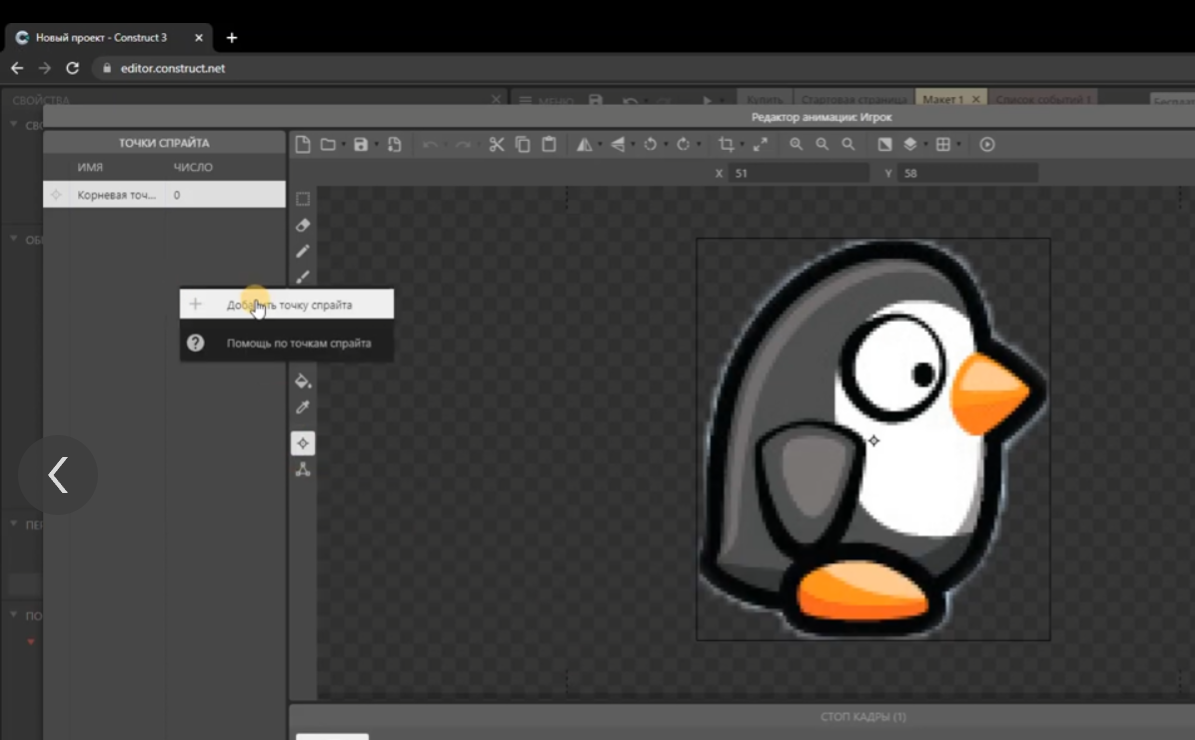 Новый проект - Construct 3
editor.construct.net
СВОЙСТВА
МЕНЮ
Купить
Стартовая страница
Макет 1
Список событий 1
СВО
Редактор анимации: Игрок
ТОЧКИ СПРАЙТА
ИМЯ ЧИСЛО
X 51 Y 58
Корневая точ... 0
Добавить точку спрайта
Помощь по точкам спрайта
ПО
СТОП КАДРЫ (1)